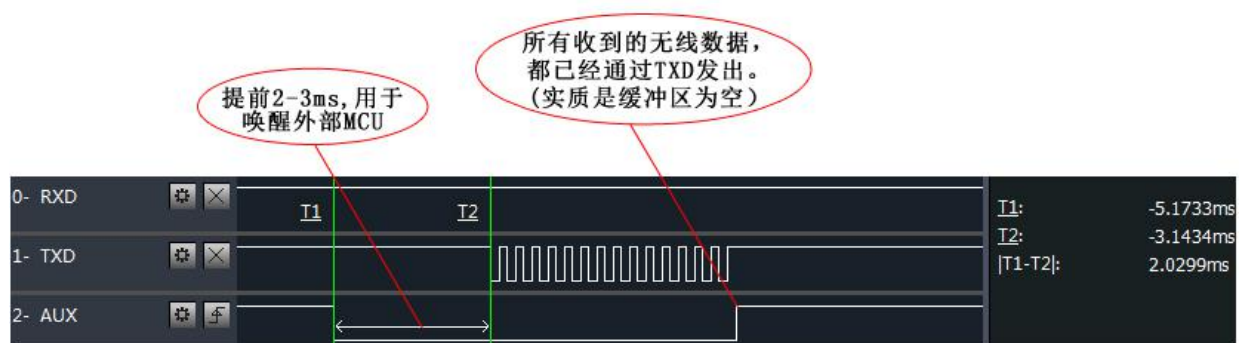 所有收到的无线数据，
都已经通过TXD发出。
(实质是缓冲区为空)
提前2-3ms,用于
唤醒外部MCU
0- RXD
T1
T2
1- TXD
2- AUX
T1: -5.1733ms
T2: -3.1434ms
|T1-T2|: 2.0299ms